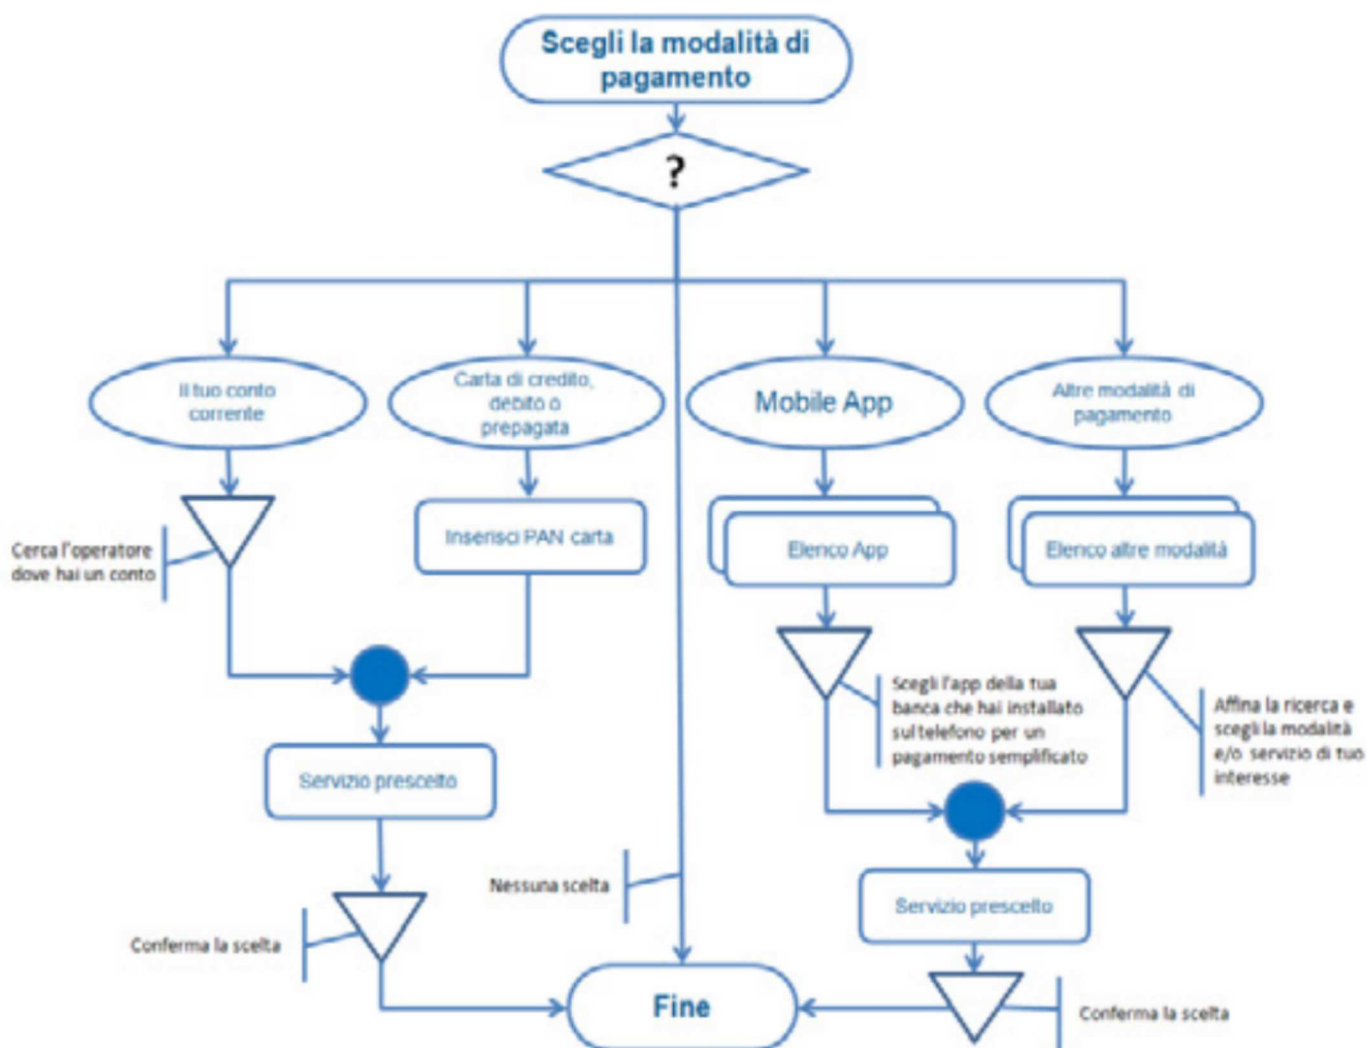 Scegli la modalità di
pagamento
?
Il tuo conto
corrente
Carta di credito,
debito o
prepagata
Mobile App
Altre modalità di
pagamento
Cerca l'operatore
dove hai un conto
Inserisci PAN carta
Elenco App
Elenco altre modalità
Scegli l'app della tua
banca che hai installato
sul telefono per un
pagamento semplificato
Affina la ricerca e
scegli la modalità
e/o servizio di tuo
interesse
Servizio prescelto
Nessuna scelta
Servizio prescelto
Conferma la scelta
Fine
Conferma la scelta